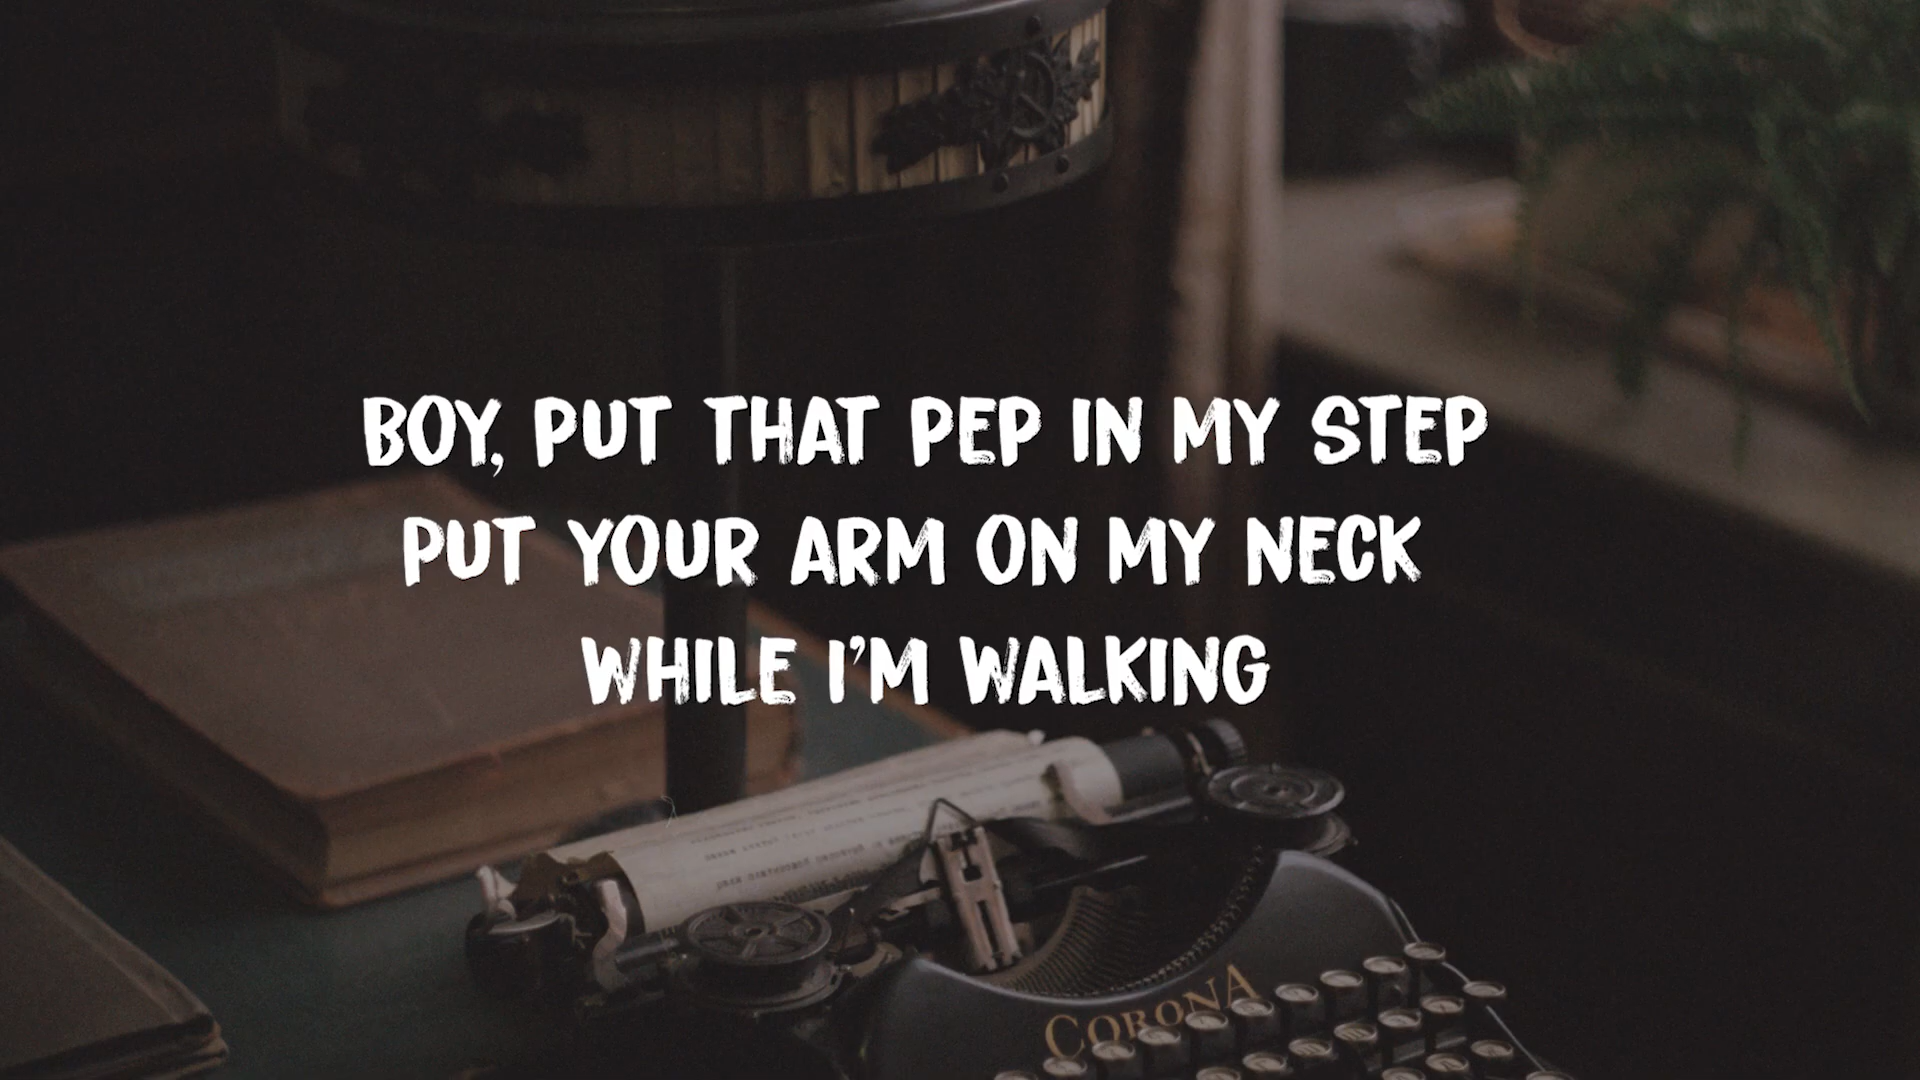 BOY, PUT THAT PEP IN MY STEP
PUT YOUR ARM ON MY NECK
WHILE I'M WALKING
CORONA